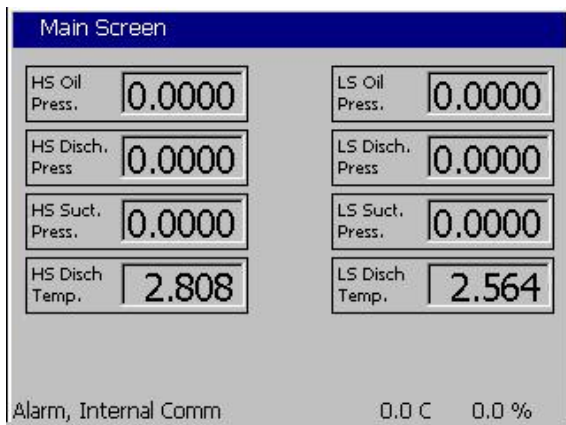 Main Screen
HS Oil
Press.
0.0000
LS Oil
Press.
0.0000
HS Disch.
Press
0.0000
LS Disch.
Press
0.0000
HS Suct.
Press.
0.0000
LS Suct.
Press.
0.0000
HS Disch
Temp.
2.808
LS Disch
Temp.
2.564
Alarm, Internal Comm 0.0 C 0.0 %